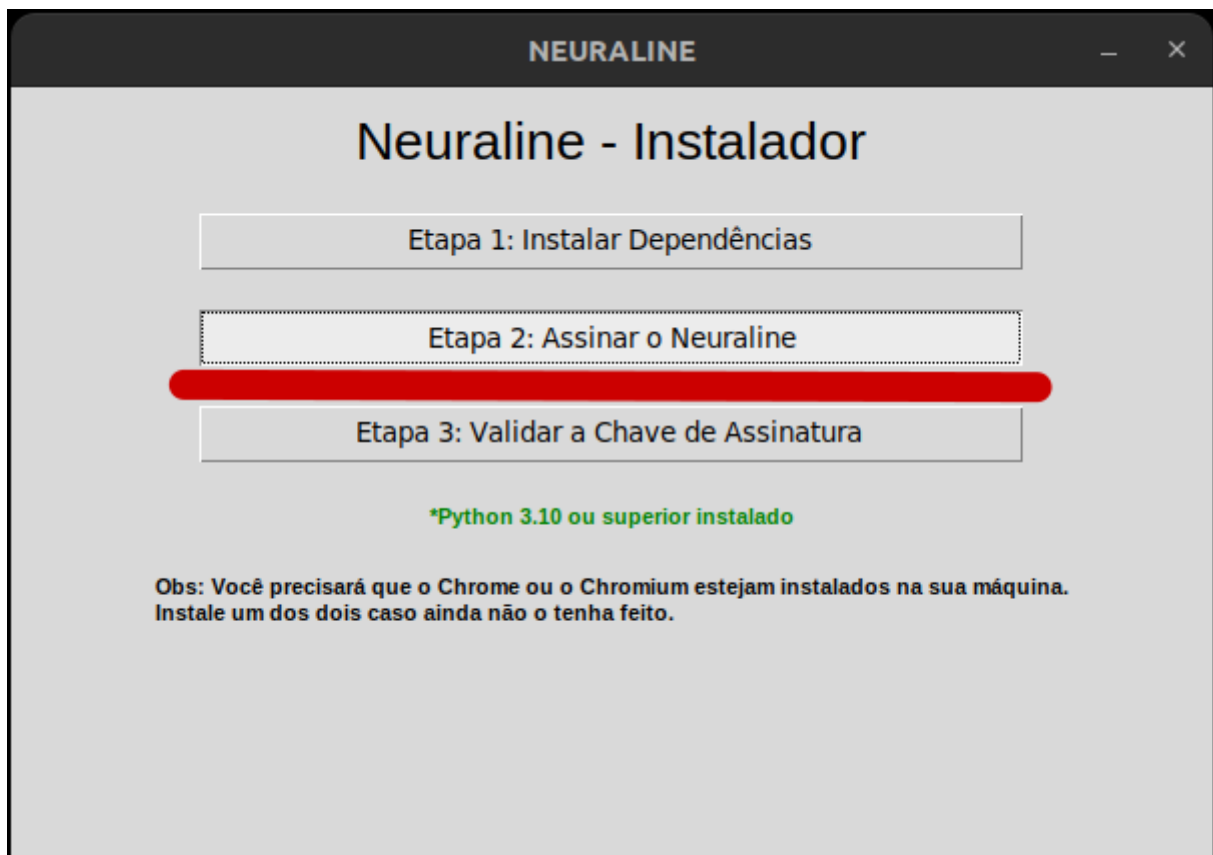 NEURALINE
Neuraline - Instalador
Etapa 1: Instalar Dependências
Etapa 2: Assinar o Neuraline
Etapa 3: Validar a Chave de Assinatura
*Python 3.10 ou superior instalado
Obs: Você precisará que o Chrome ou o Chromium estejam instalados na sua máquina.
Instale um dos dois caso ainda não o tenha feito.